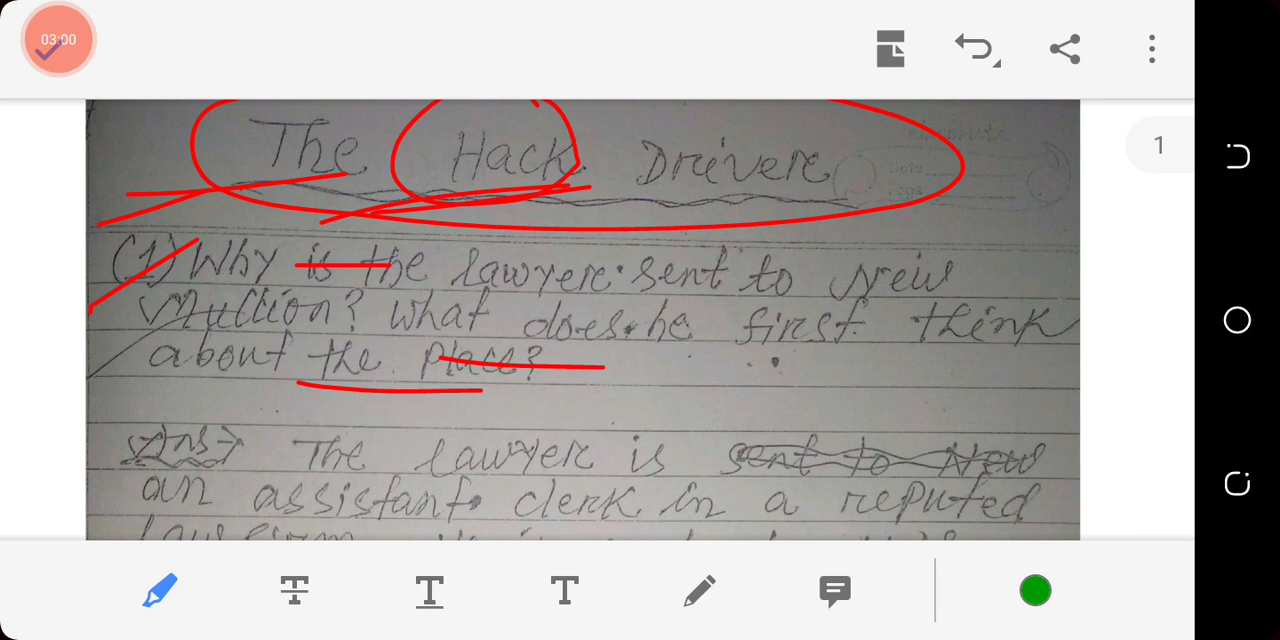 03:00
1
The Hack Driver
(1) Why is the lawyer sent to New
Mullion? What does he first think
about the place?
Ans→ The lawyer is sent to New
an assistant clerk in a reputed